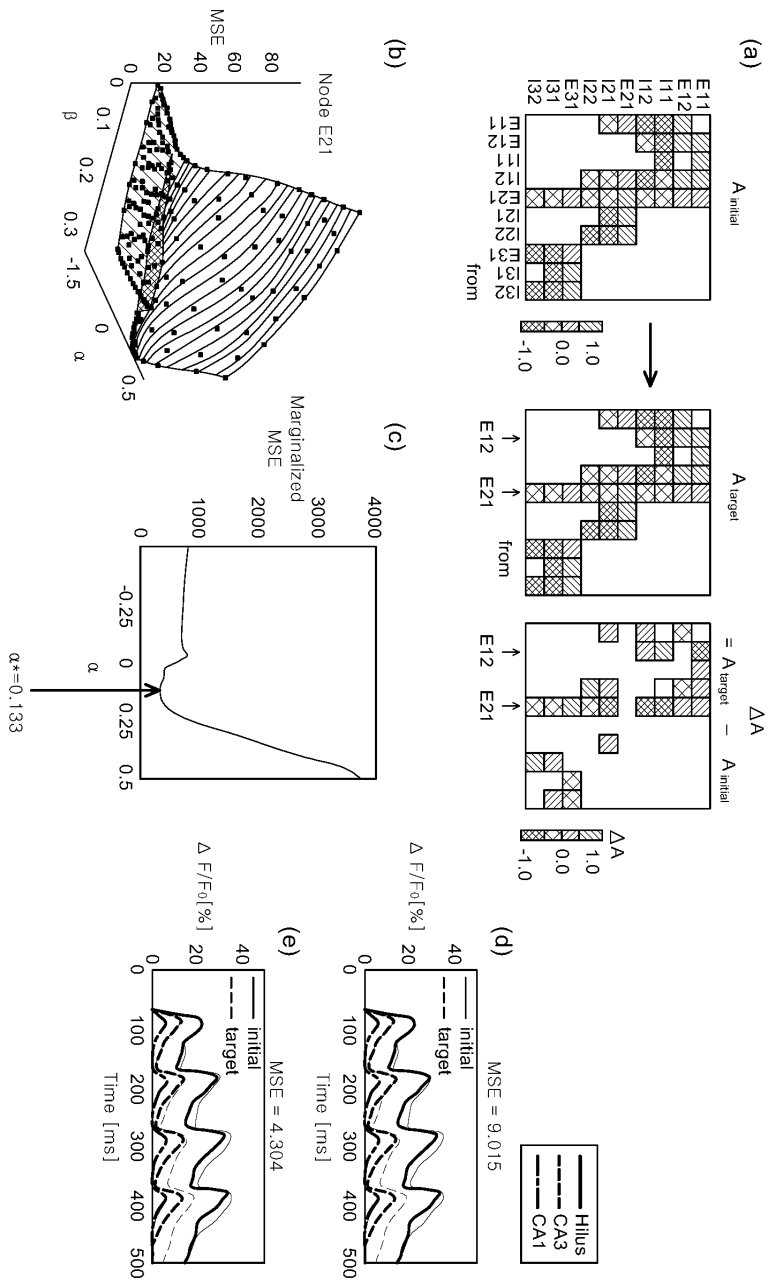 (a)
A initial
E11
E12
I11
I12
E21
I21
I22
E31
I31
I32
E11
E12
I11
I12
E21
I21
I22
E31
I31
I32
from
1.0
0.0
-1.0
A target
E12
E21
from
ΔA
= A target − A initial
E12
E21
ΔA
1.0
0.0
-1.0
(b)
Node E21
MSE
80
60
40
20
0
0
0.1
0.2
0.3
β
-1.5
0
0.5
α
(c)
Marginalized
MSE
4000
3000
2000
1000
0
-0.25
0
0.25
0.5
α
α*=0.133
Hilus
CA3
CA1
(d)
MSE = 9.015
Δ F/F0[%]
40
20
0
initial
target
0
100
200
300
400
500
Time [ms]
(e)
MSE = 4.304
Δ F/F0[%]
40
20
0
initial
target
0
100
200
300
400
500
Time [ms]